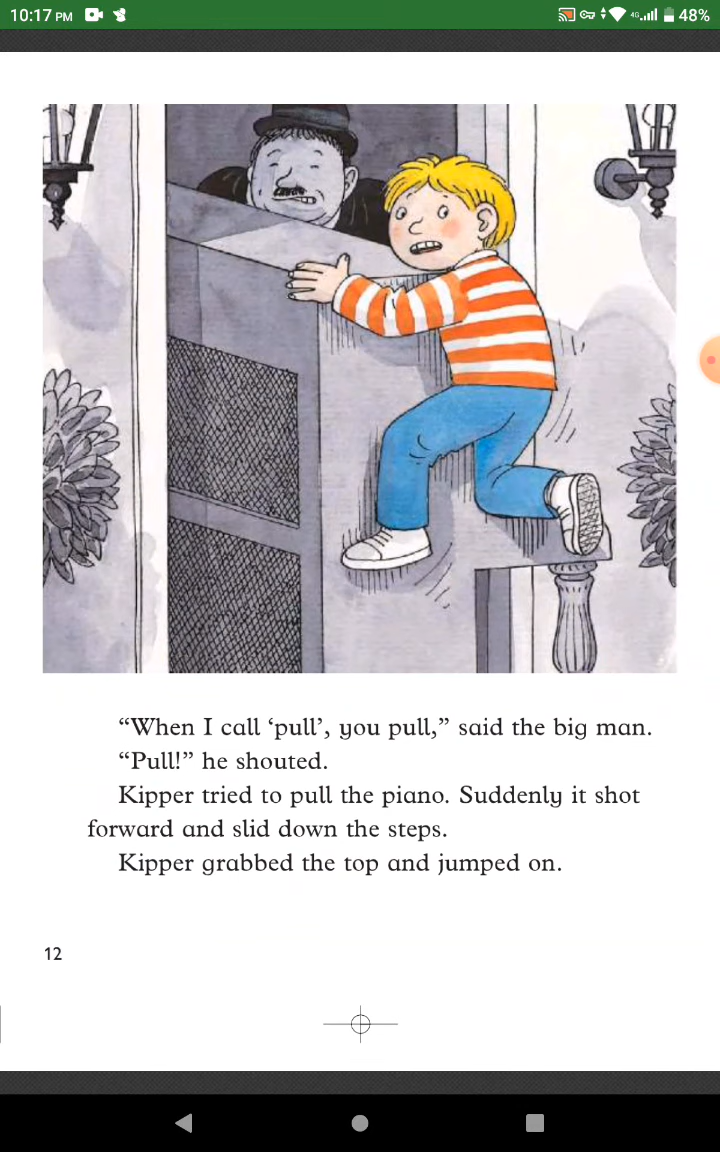 10:17 PM
4G
48%
“When I call ‘pull’, you pull,” said the big man.
“Pull!” he shouted.
Kipper tried to pull the piano. Suddenly it shot
forward and slid down the steps.
Kipper grabbed the top and jumped on.
12